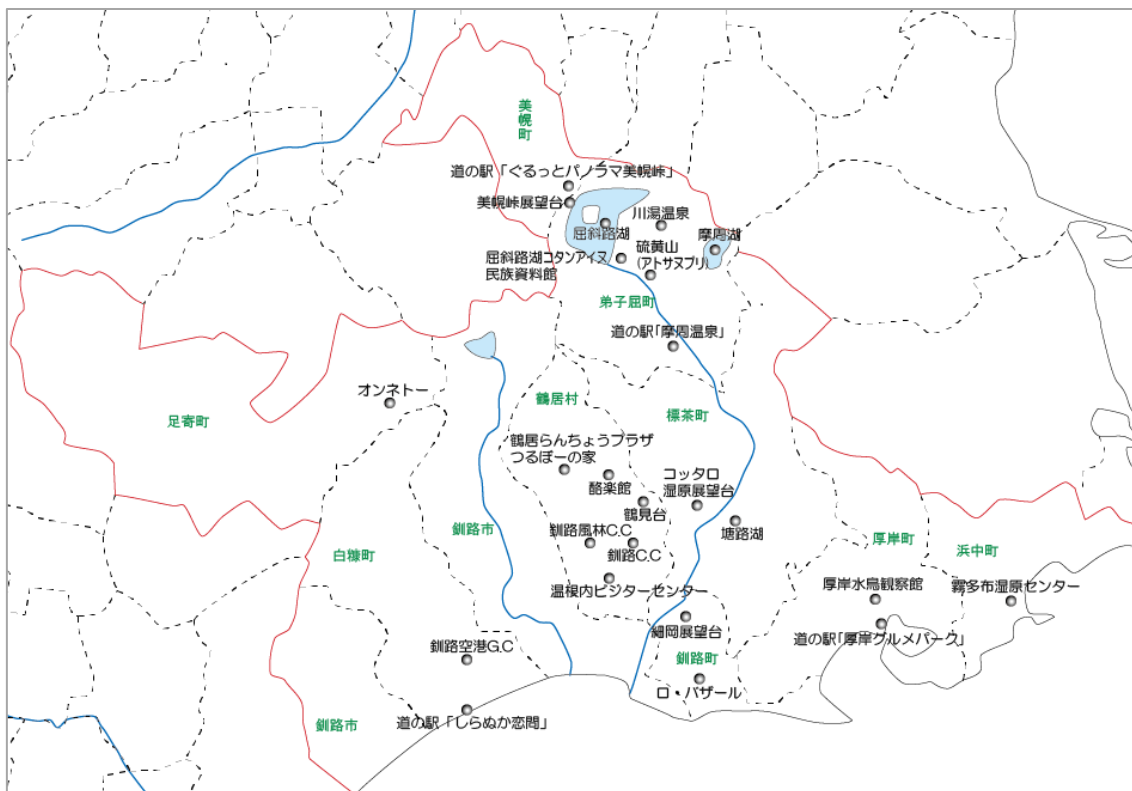 美幌町
道の駅「ぐるっとパノラマ美幌峠」
美幌峠展望台
川湯温泉
屈斜路湖
摩周湖
硫黄山
(アトサヌプリ)
屈斜路湖コタンアイヌ
民族資料館
弟子屈町
道の駅「摩周温泉」
オンネトー
足寄町
鶴居村
標茶町
鶴居らんちょうプラザ
つるぼーの家
酪楽館
コッタロ
湿原展望台
鶴見台
塘路湖
釧路市
釧路風林C.C
釧路C.C
白糠町
厚岸町
浜中町
温根内ビジターセンター
厚岸水鳥観察館
霧多布湿原センター
細岡展望台
道の駅「厚岸グルメパーク」
釧路空港G.C
釧路町
ロ・バザール
釧路市
道の駅「しらぬか恋問」